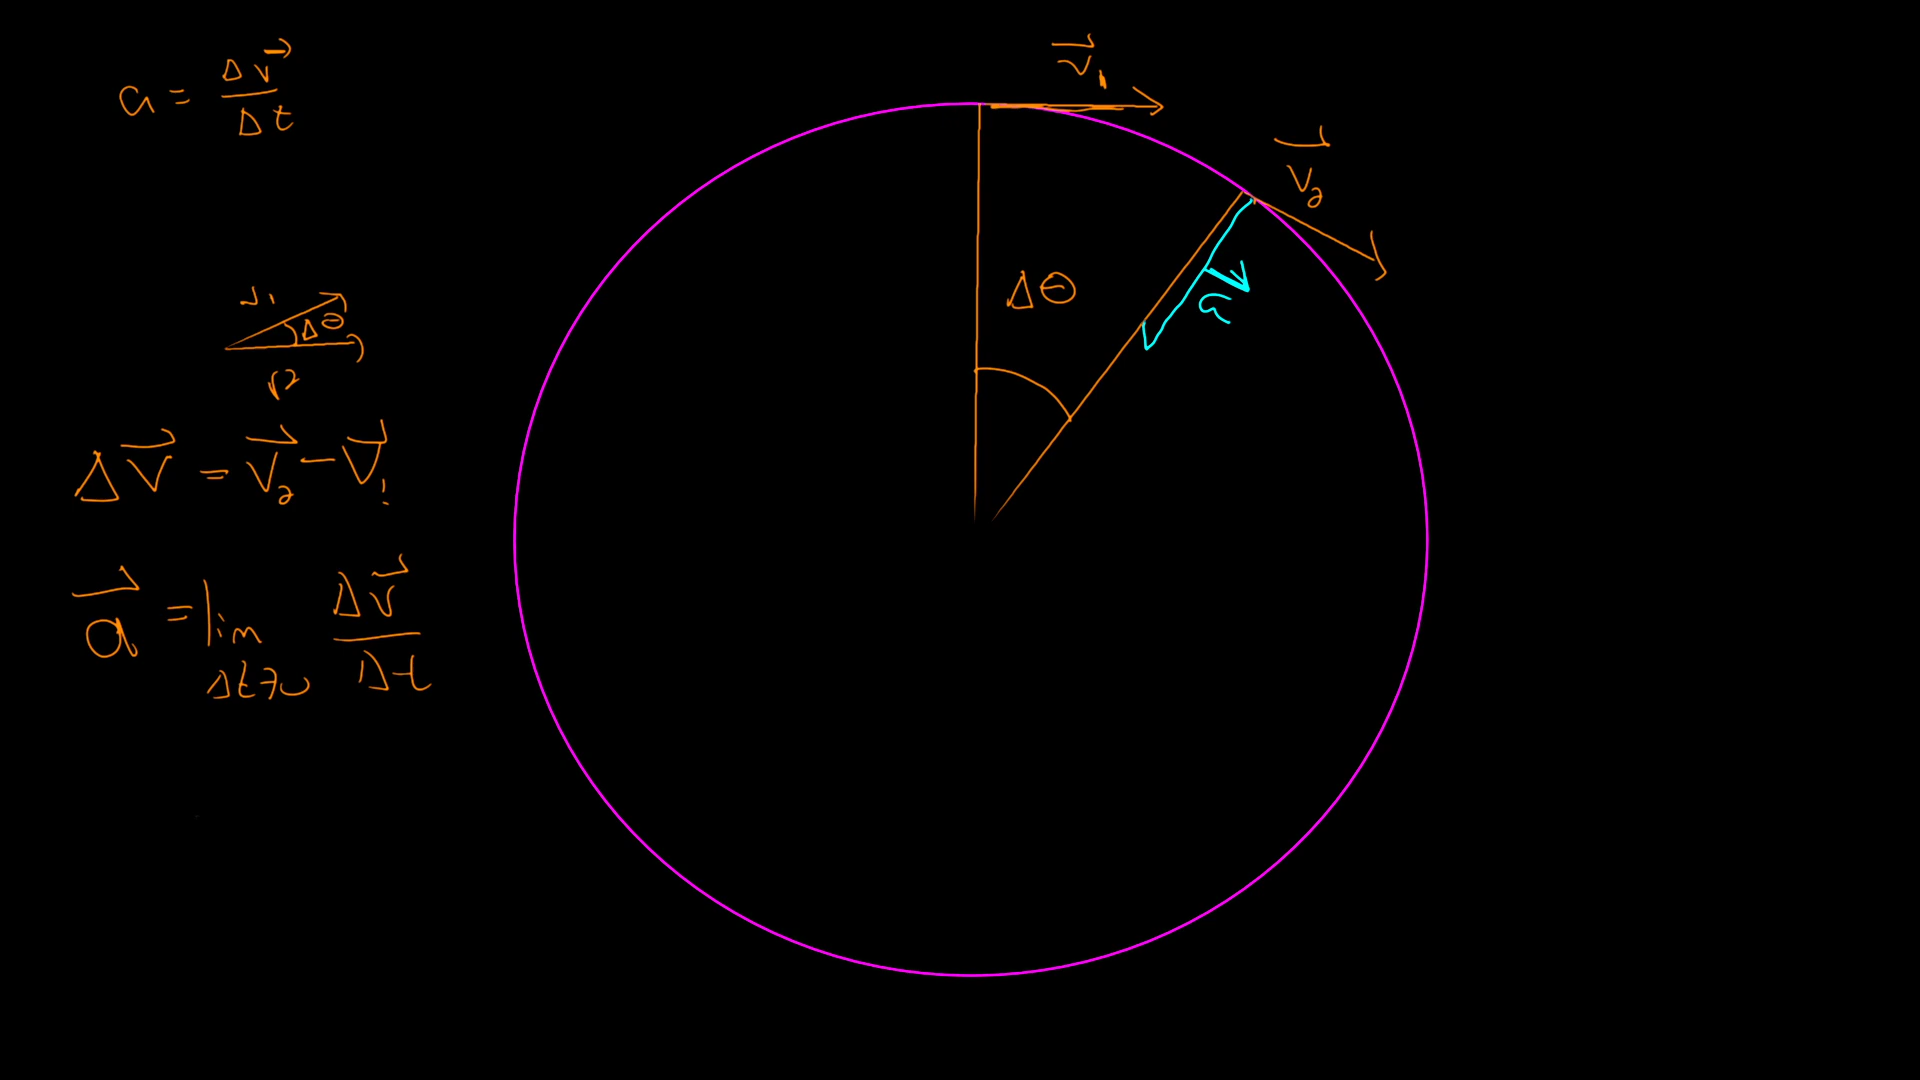 a = Δv⃗ / Δt
v⃗₁
v⃗₂
Δθ
a⃗
v₁
Δθ
v2
Δv⃗ = v⃗₂ − v⃗₁
a⃗ = lim Δt→0 Δv⃗ / Δt